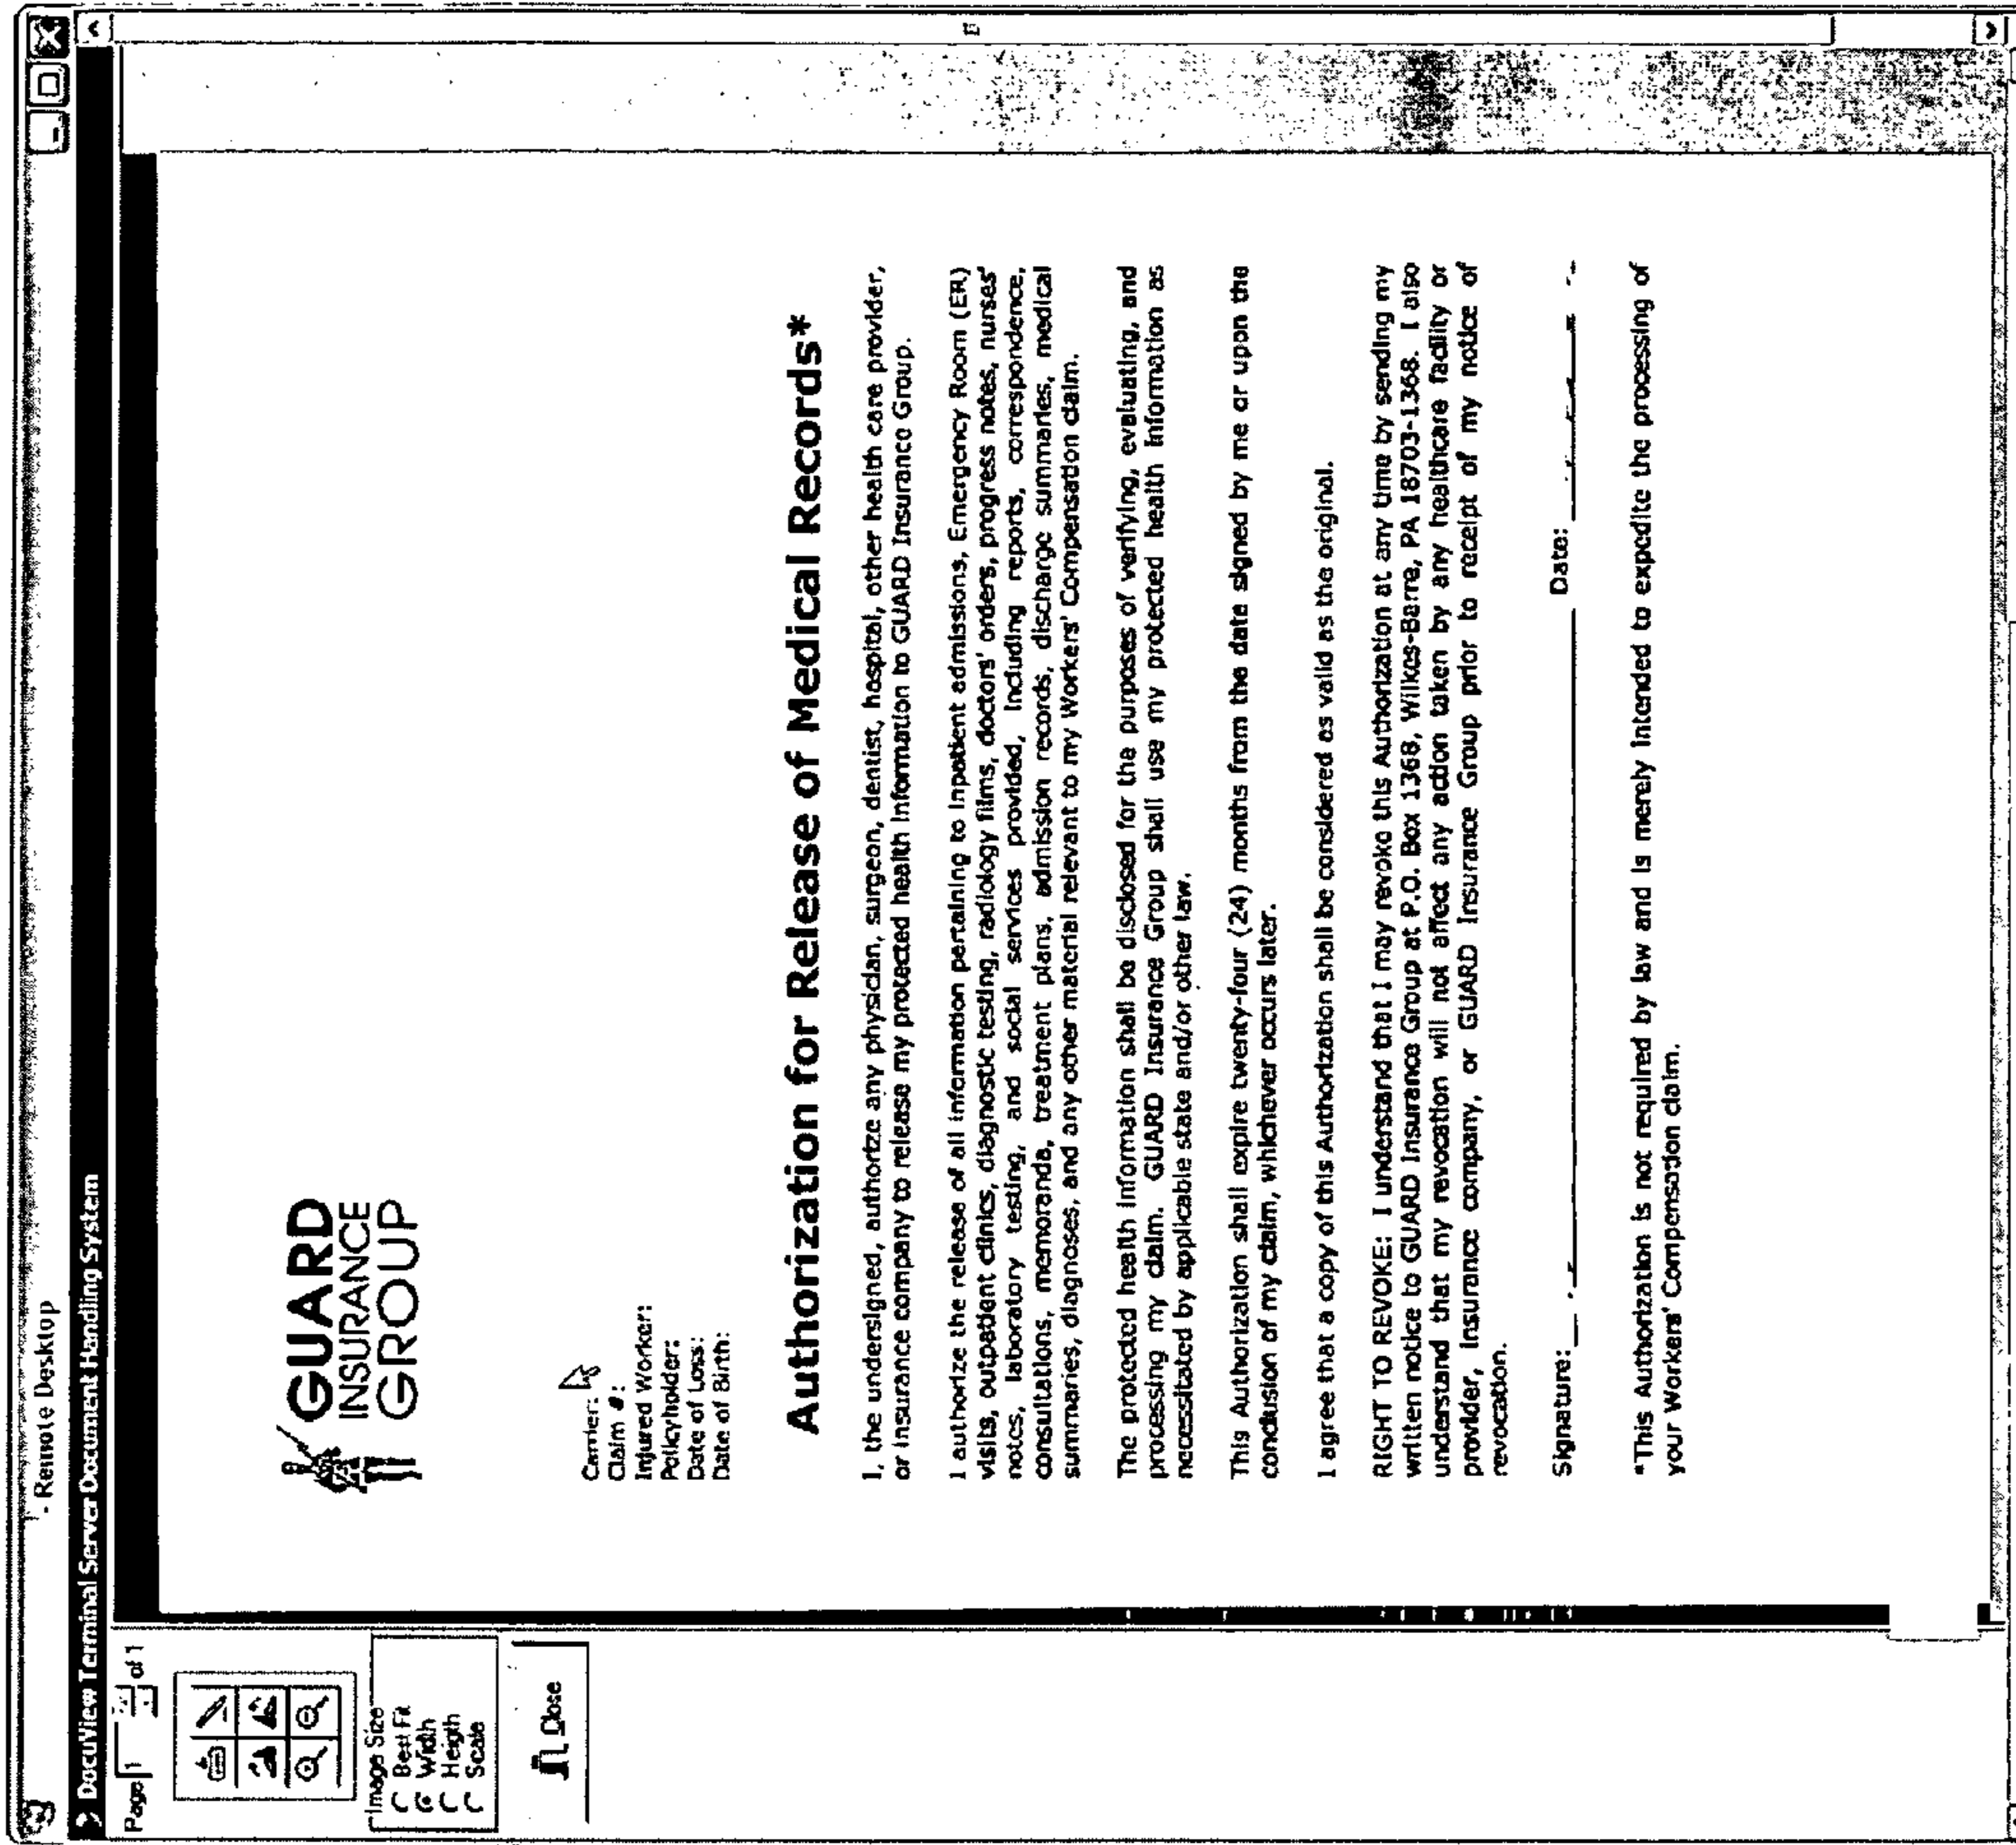 - Remote Desktop
DocuView Terminal Server Document Handling System
Page 1 of 1
Image Size
Best Fit
Width
Heigth
Scale
Close
GUARD
INSURANCE
GROUP
Carrier:
Claim #:
Injured Worker:
Policyholder:
Date of Loss:
Date of Birth:
Authorization for Release of Medical Records*
I, the undersigned, authorize any physician, surgeon, dentist, hospital, other health care provider,
or insurance company to release my protected health information to GUARD Insurance Group.
I authorize the release of all information pertaining to inpatient admissions, Emergency Room (ER)
visits, outpatient clinics, diagnostic testing, radiology films, doctors' orders, progress notes, nurses'
notes, laboratory testing, and social services provided, including reports, correspondence,
consultations, memoranda, treatment plans, admission records, discharge summaries, medical
summaries, diagnoses, and any other material relevant to my Workers' Compensation claim.
The protected health information shall be disclosed for the purposes of verifying, evaluating, and
processing my claim. GUARD Insurance Group shall use my protected health information as
necessitated by applicable state and/or other law.
This Authorization shall expire twenty-four (24) months from the date signed by me or upon the
conclusion of my claim, whichever occurs later.
I agree that a copy of this Authorization shall be considered as valid as the original.
RIGHT TO REVOKE: I understand that I may revoke this Authorization at any time by sending my
written notice to GUARD Insurance Group at P.O. Box 1368, Wilkes-Barre, PA 18703-1368. I also
understand that my revocation will not affect any action taken by any healthcare facility or
provider, insurance company, or GUARD Insurance Group prior to receipt of my notice of
revocation.
Signature: Date:
*This Authorization is not required by law and is merely intended to expedite the processing of
your Workers' Compensation claim.